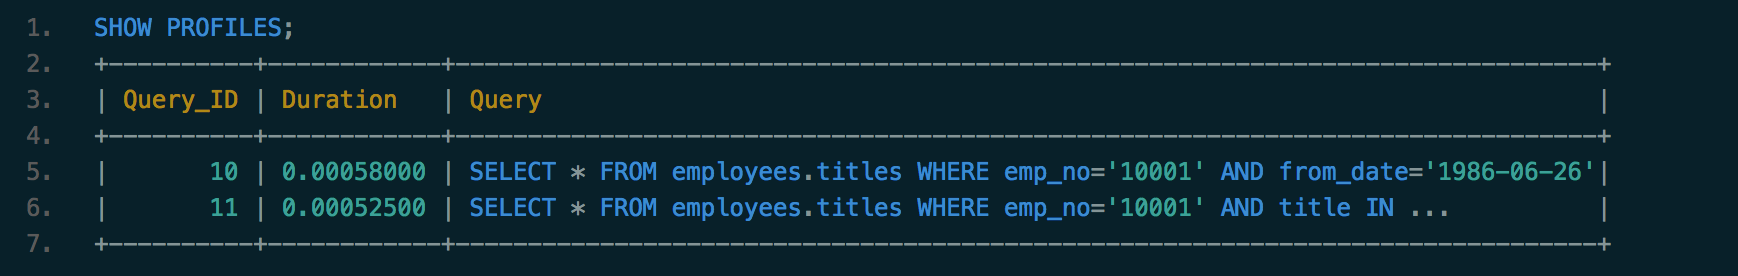 1. SHOW PROFILES;
2. +----------+------------+-------------------------------------------------------------------------------+
3. | Query_ID | Duration   | Query                                                                         |
4. +----------+------------+-------------------------------------------------------------------------------+
5. |       10 | 0.00058000 | SELECT * FROM employees.titles WHERE emp_no='10001' AND from_date='1986-06-26'|
6. |       11 | 0.00052500 | SELECT * FROM employees.titles WHERE emp_no='10001' AND title IN ...          |
7. +----------+------------+-------------------------------------------------------------------------------+